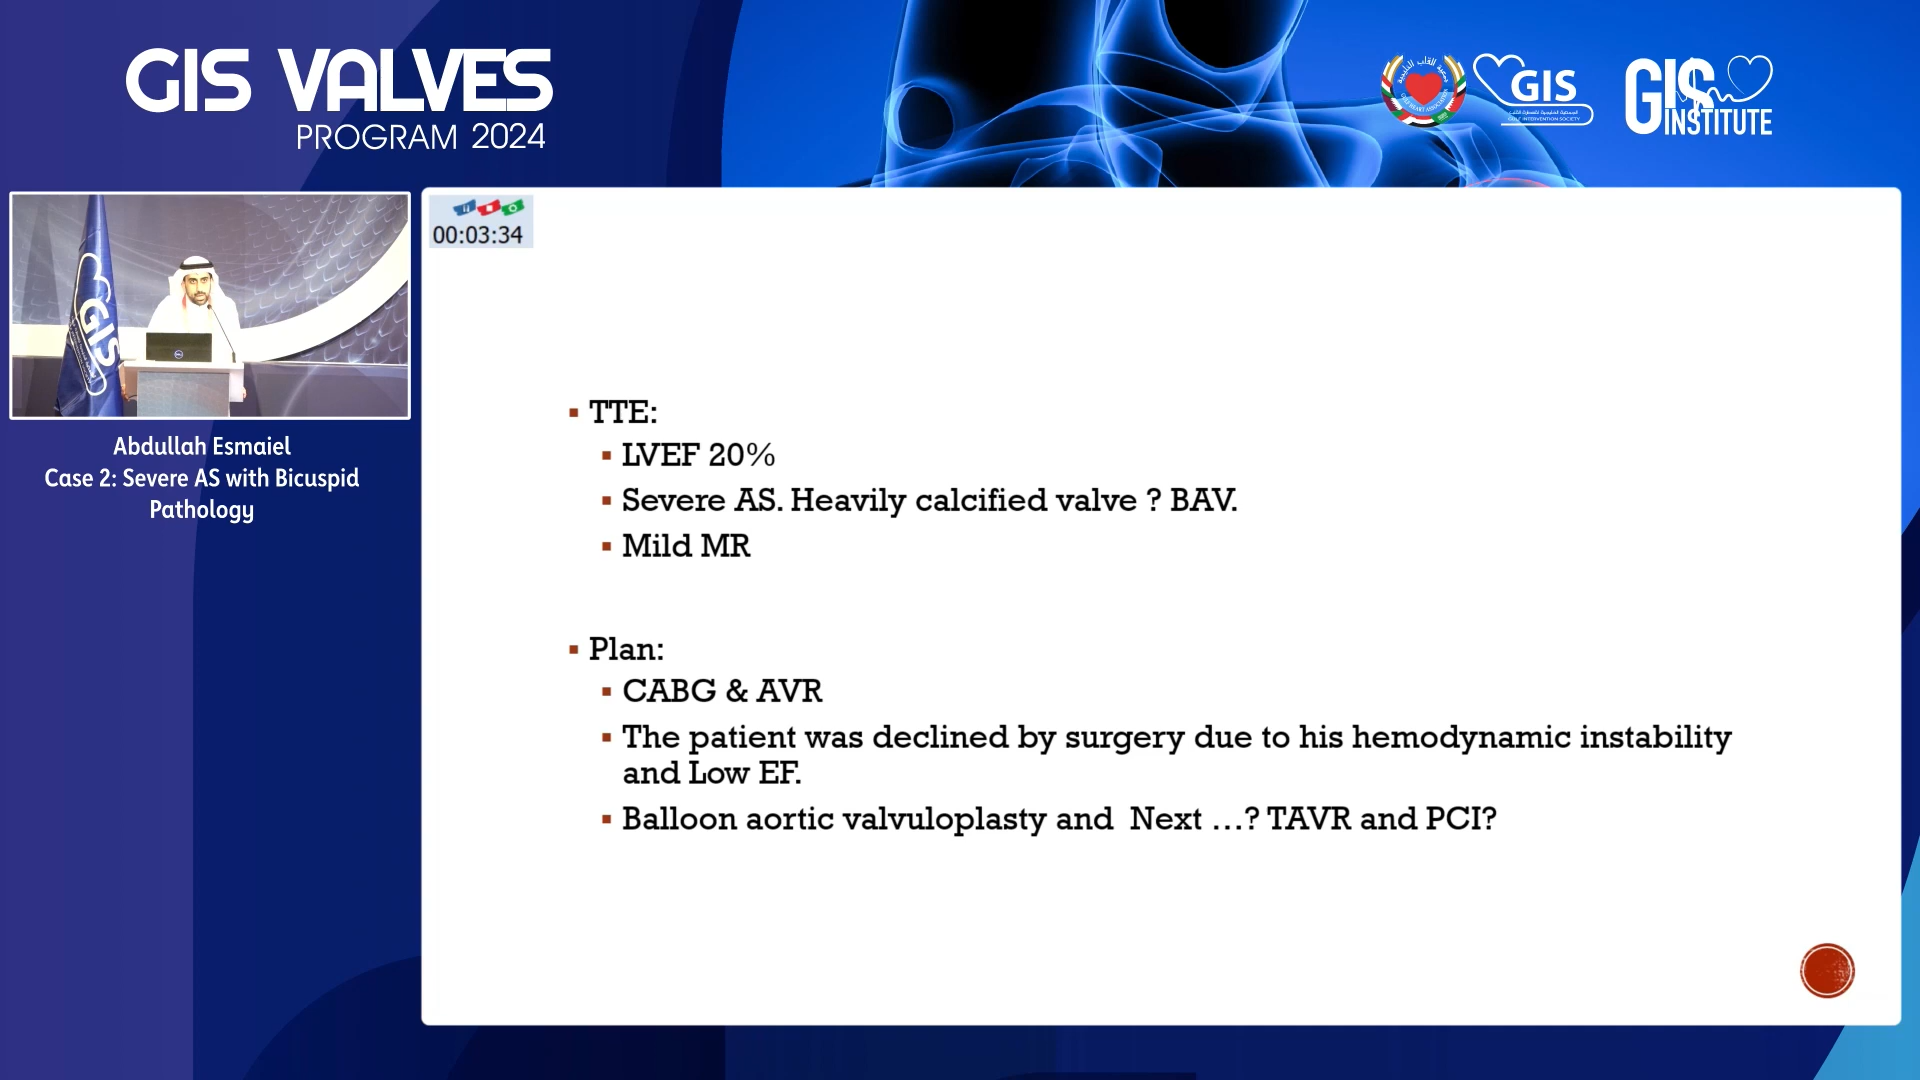 GIS VALVES
PROGRAM 2024
GIS
GIS
INSTITUTE
00:03:34
GIS
Abdullah Esmaiel
Case 2: Severe AS with Bicuspid
Pathology
TTE:
LVEF 20%
Severe AS. Heavily calcified valve ? BAV.
Mild MR
Plan:
CABG & AVR
The patient was declined by surgery due to his hemodynamic instability
and Low EF.
Balloon aortic valvuloplasty and Next ...? TAVR and PCI?